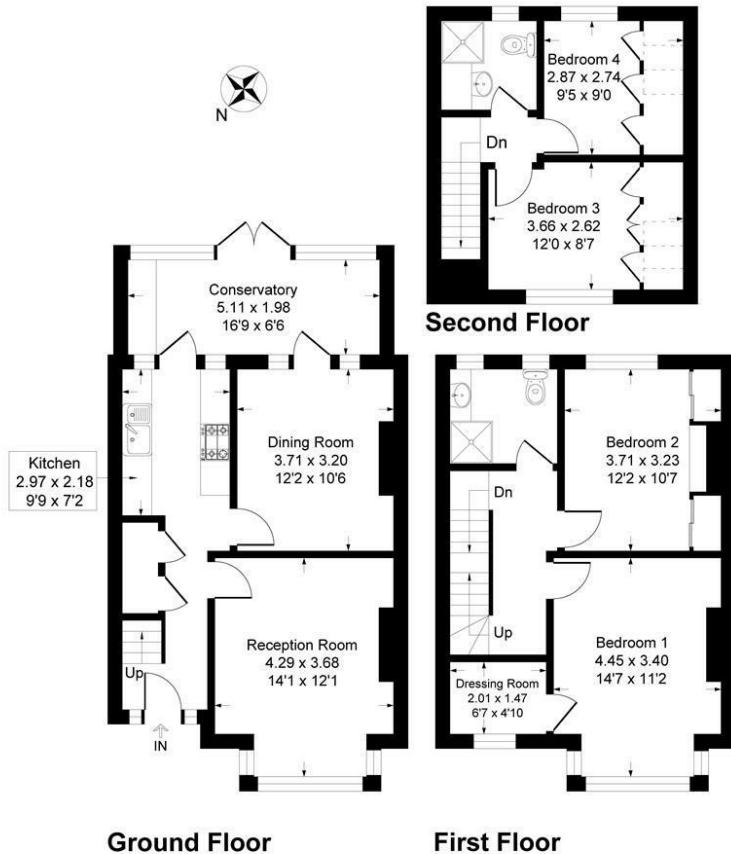 N
Bedroom 4
2.87 x 2.74
9'5 x 9'0
Dn
Bedroom 3
3.66 x 2.62
12'0 x 8'7
Second Floor
Conservatory
5.11 x 1.98
16'9 x 6'6
Kitchen
2.97 x 2.18
9'9 x 7'2
Dining Room
3.71 x 3.20
12'2 x 10'6
Reception Room
4.29 x 3.68
14'1 x 12'1
Up
IN
Ground Floor
Bedroom 2
3.71 x 3.23
12'2 x 10'7
Dn
Up
Bedroom 1
4.45 x 3.40
14'7 x 11'2
Dressing Room
2.01 x 1.47
6'7 x 4'10
First Floor